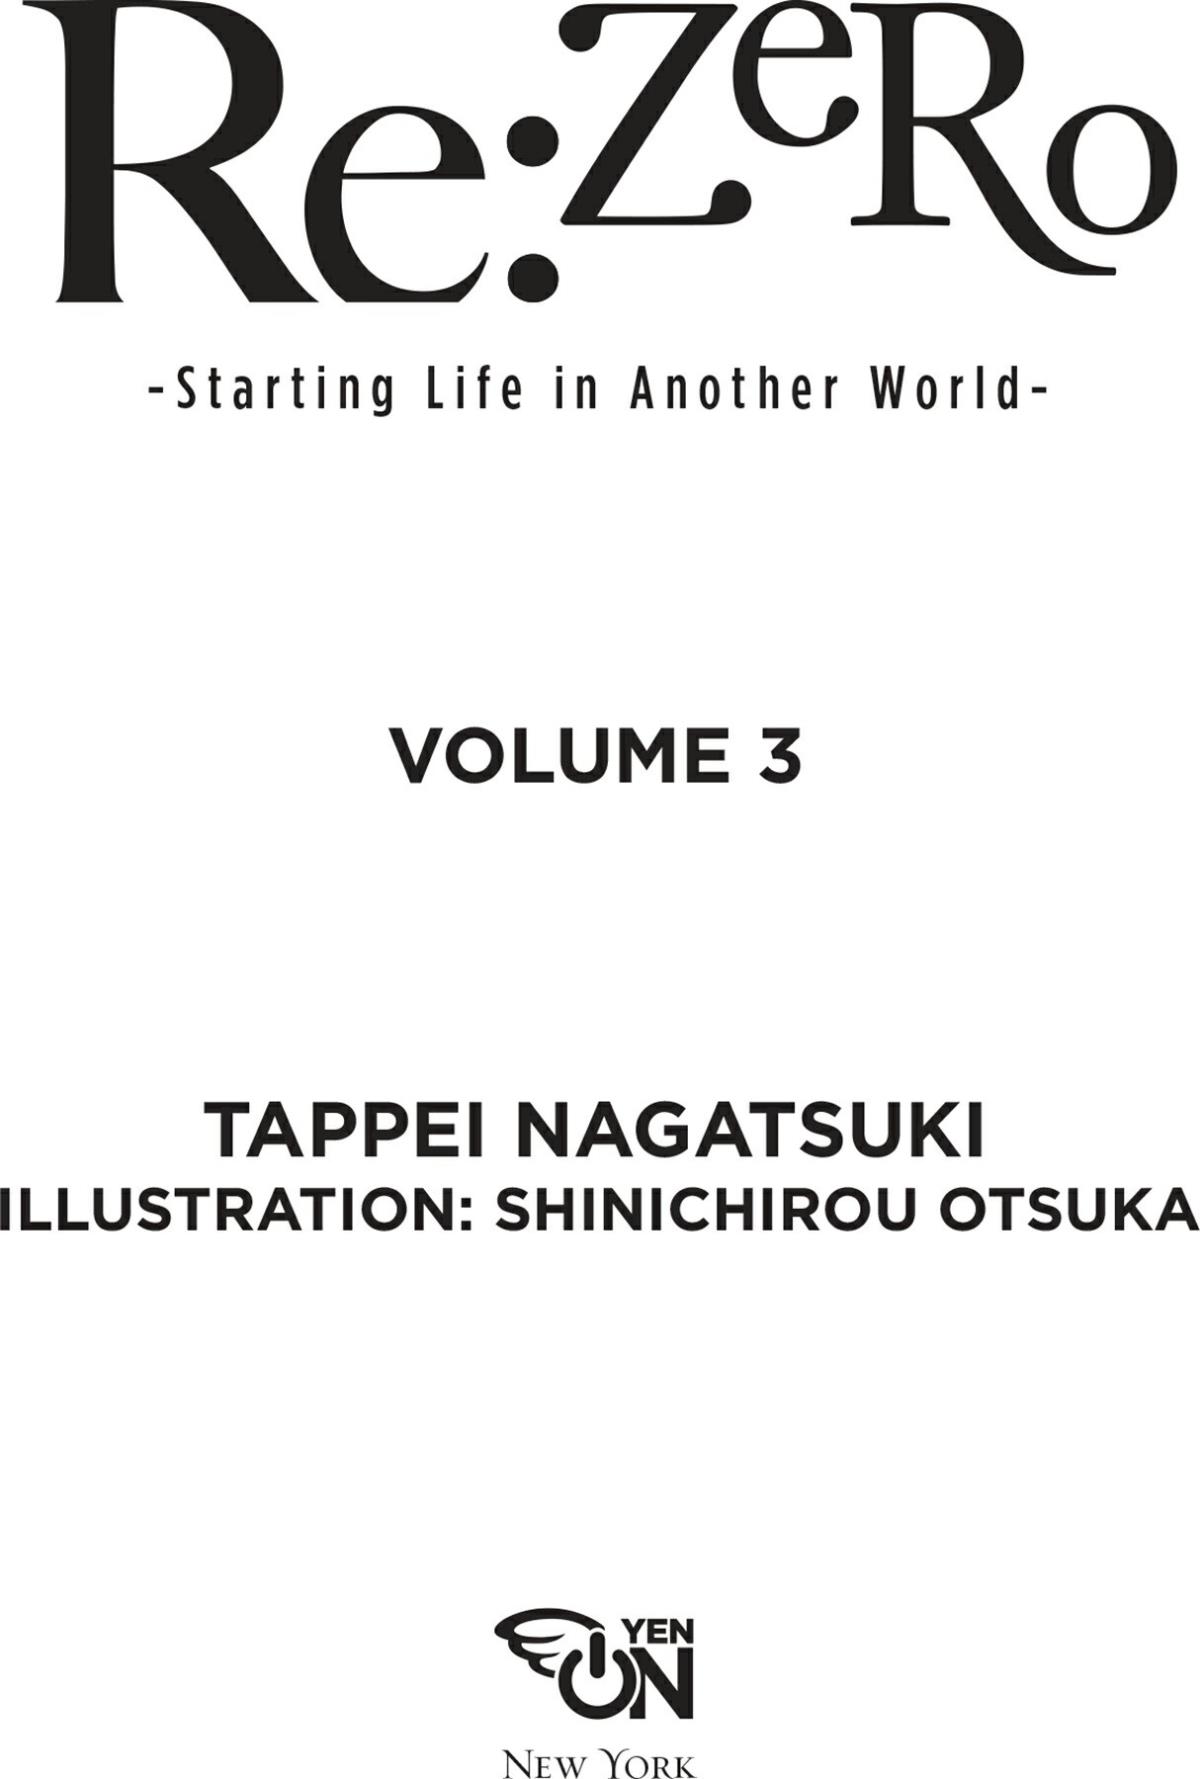 Re:ZeRo
-Starting Life in Another World-
VOLUME 3
TAPPEI NAGATSUKI
ILLUSTRATION: SHINICHIROU OTSUKA
YEN
ON
NEW YORK